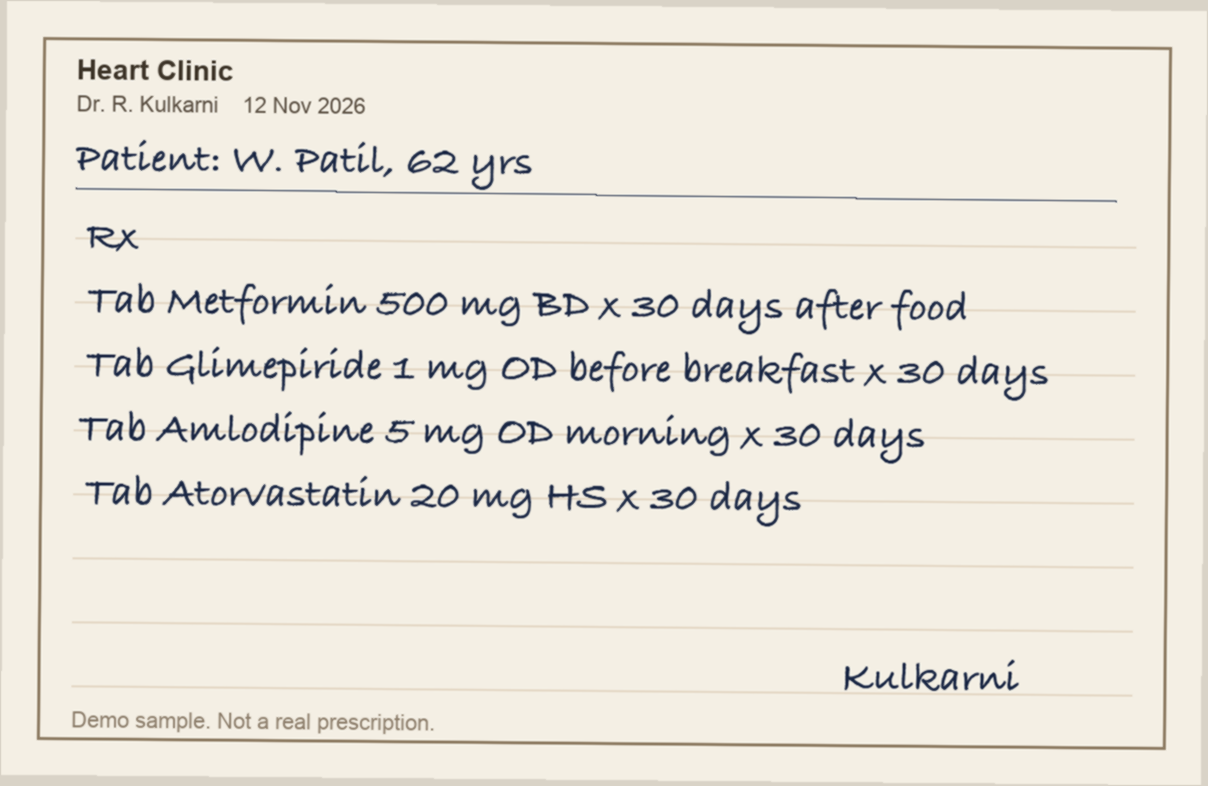 Heart Clinic
Dr. R. Kulkarni 12 Nov 2026
Patient: W. Patil, 62 yrs
Rx
Tab Metformin 500 mg BD x 30 days after food
Tab Glimepiride 1 mg OD before breakfast x 30 days
Tab Amlodipine 5 mg OD morning x 30 days
Tab Atorvastatin 20 mg HS x 30 days
Kulkarni
Demo sample. Not a real prescription.